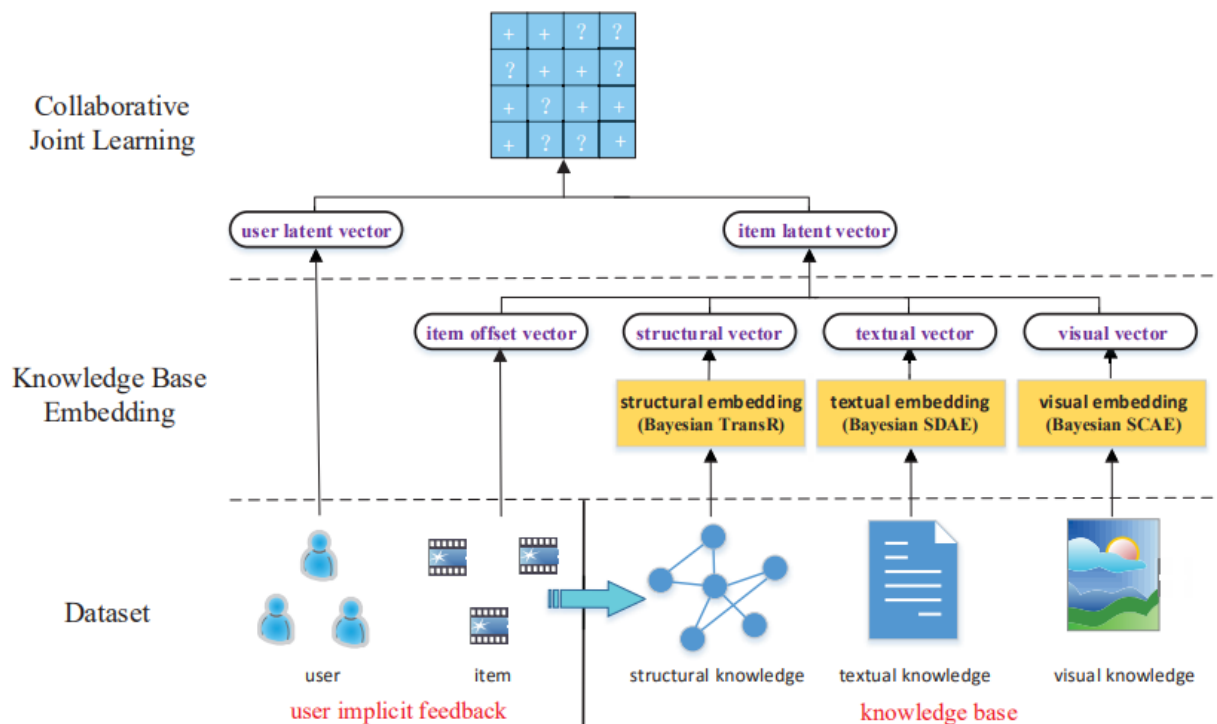 + + ? ?
? + + ?
+ ? + +
+ ? ? +
Collaborative
Joint Learning
user latent vector
item latent vector
item offset vector
structural vector
textual vector
visual vector
Knowledge Base
Embedding
structural embedding
(Bayesian TransR)
textual embedding
(Bayesian SDAE)
visual embedding
(Bayesian SCAE)
Dataset
user
item
structural knowledge
textual knowledge
visual knowledge
user implicit feedback
knowledge base